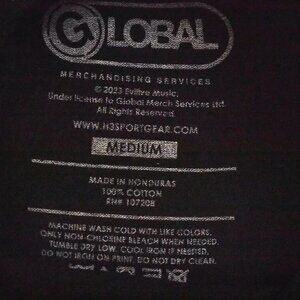 GLOBAL
MERCHANDISING SERVICES
© 2023 Evilive Music;
Under license to Global Merch Services Ltd.
All Rights Reserved.
WWW.H3SPORTGEAR.COM
MEDIUM
MADE IN HONDURAS
100% COTTON
RN# 107208
MACHINE WASH COLD WITH LIKE COLORS.
ONLY NON-CHLORINE BLEACH WHEN NEEDED.
TUMBLE DRY LOW. COOL IRON IF NEEDED.
DO NOT IRON ON PRINT. DO NOT DRY CLEAN.